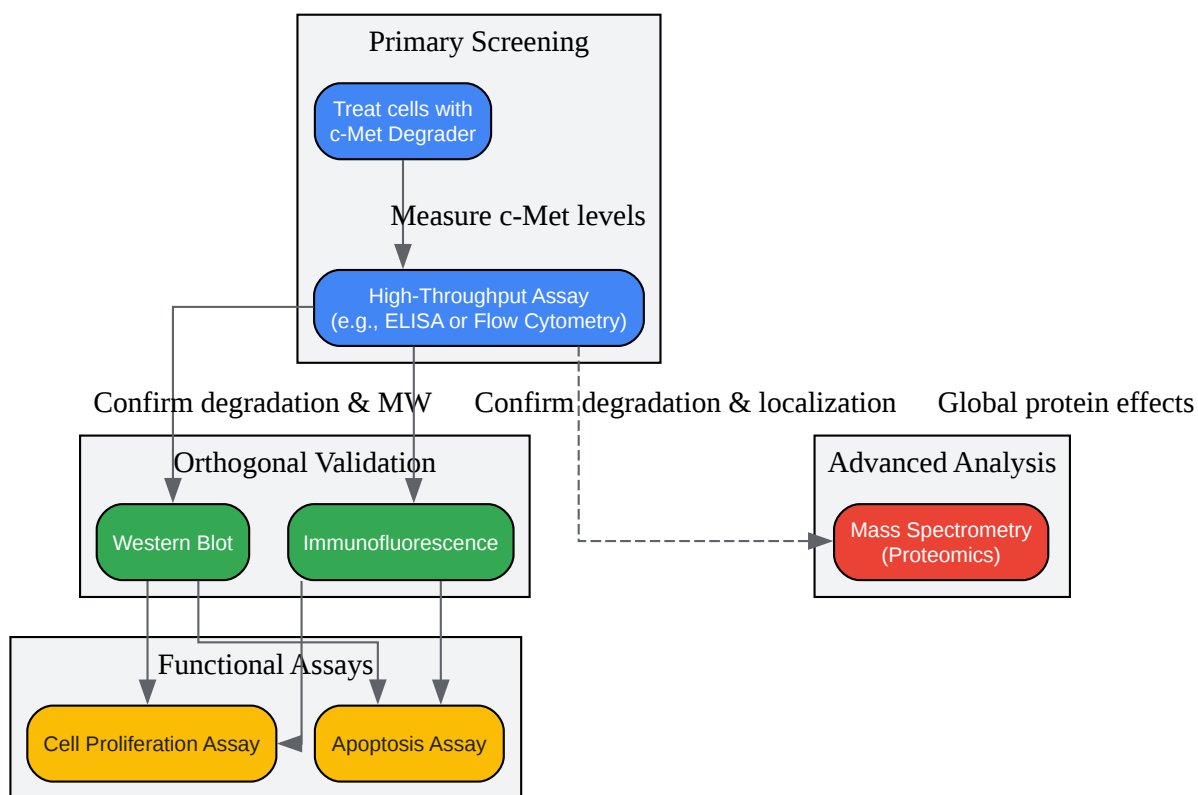 Primary Screening
Treat cells with
c-Met Degrader
Measure c-Met levels
High-Throughput Assay
(e.g., ELISA or Flow Cytometry)
Confirm degradation & MW
Confirm degradation & localization
Global protein effects
Orthogonal Validation
Advanced Analysis
Western Blot
Immunofluorescence
Mass Spectrometry
(Proteomics)
Functional Assays
Cell Proliferation Assay
Apoptosis Assay